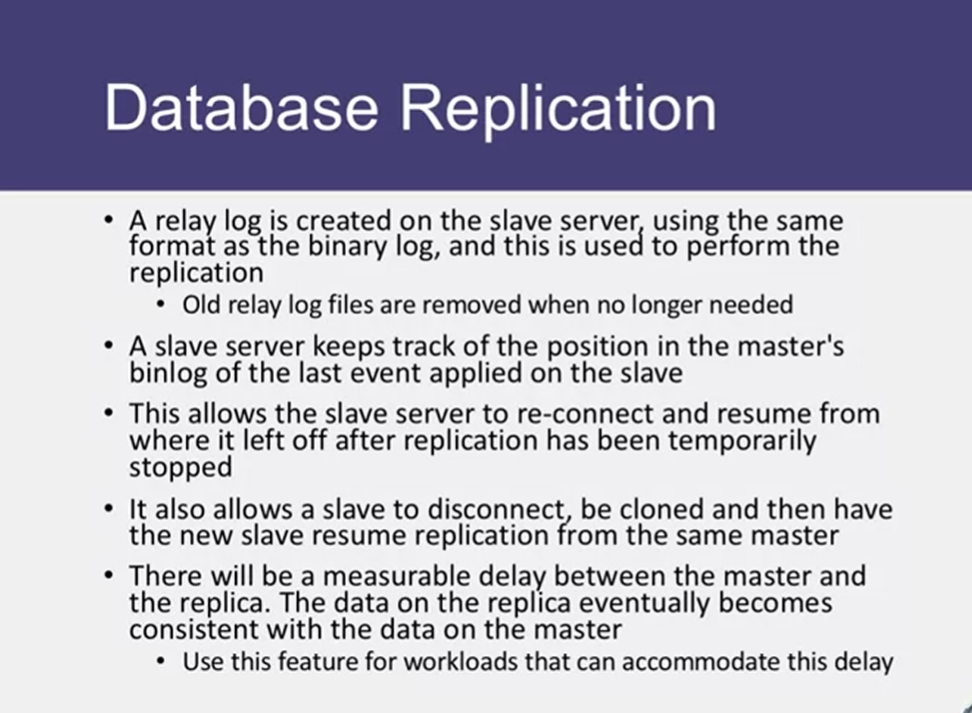 Database Replication
• A relay log is created on the slave server, using the same
format as the binary log, and this is used to perform the
replication
• Old relay log files are removed when no longer needed
• A slave server keeps track of the position in the master's
binlog of the last event applied on the slave
• This allows the slave server to re-connect and resume from
where it left off after replication has been temporarily
stopped
• It also allows a slave to disconnect, be cloned and then have
the new slave resume replication from the same master
• There will be a measurable delay between the master and
the replica. The data on the replica eventually becomes
consistent with the data on the master
• Use this feature for workloads that can accommodate this delay